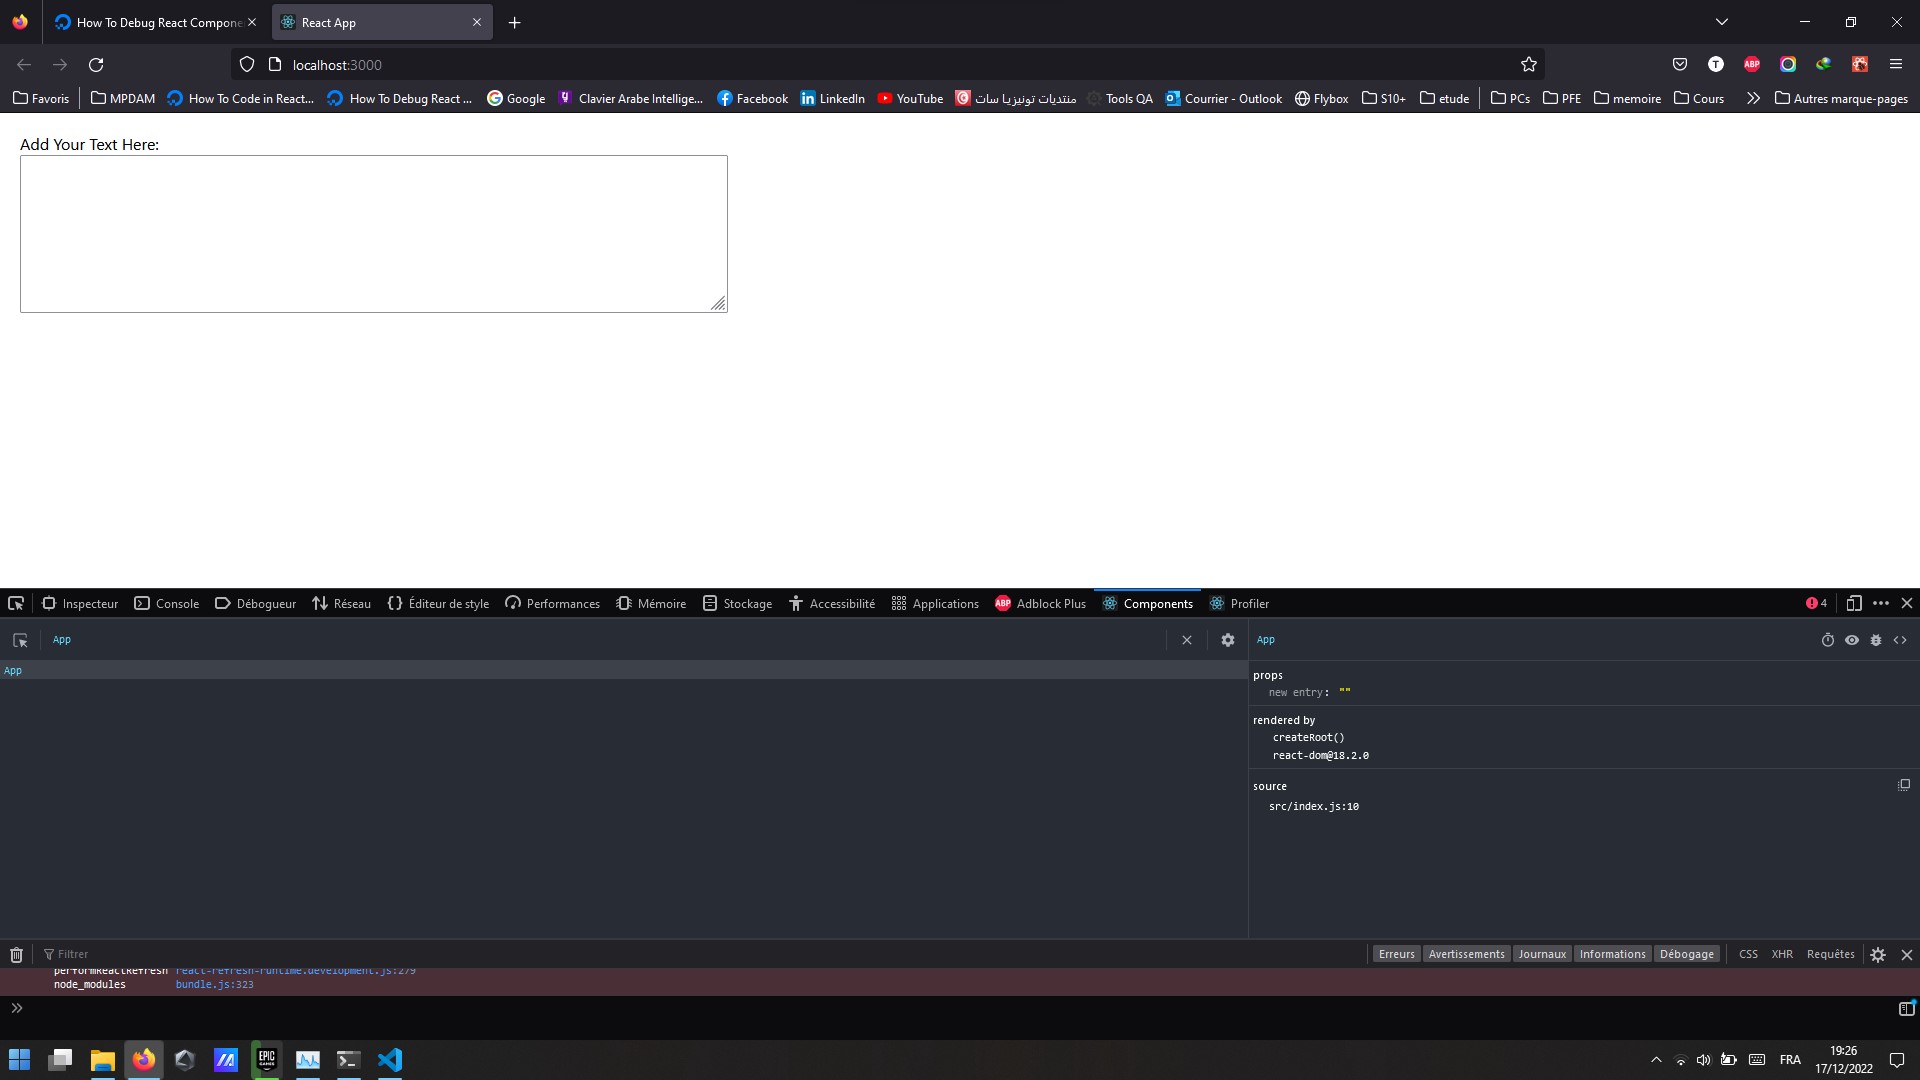 How To Debug React Compone
React App
localhost:3000
Favoris
MPDAM
How To Code in React...
How To Debug React ...
Google
Clavier Arabe Intellige...
Facebook
LinkedIn
YouTube
منتديات تونيزيا سات
Tools QA
Courrier - Outlook
Flybox
S10+
etude
PCs
PFE
memoire
Cours
Autres marque-pages
Add Your Text Here:
Inspecteur
Console
Débogueur
Réseau
Éditeur de style
Performances
Mémoire
Stockage
Accessibilité
Applications
ABP
Adblock Plus
Components
Profiler
4
App
App
App
props
new entry: ""
rendered by
createRoot()
react-dom@18.2.0
source
src/index.js:10
Filtrer
Erreurs
Avertissements
Journaux
Informations
Débogage
CSS
XHR
Requêtes
performReactRefresh react-refresh-runtime.development.js:279
node_modules bundle.js:323
EPIC GAMES
FRA
19:26
17/12/2022